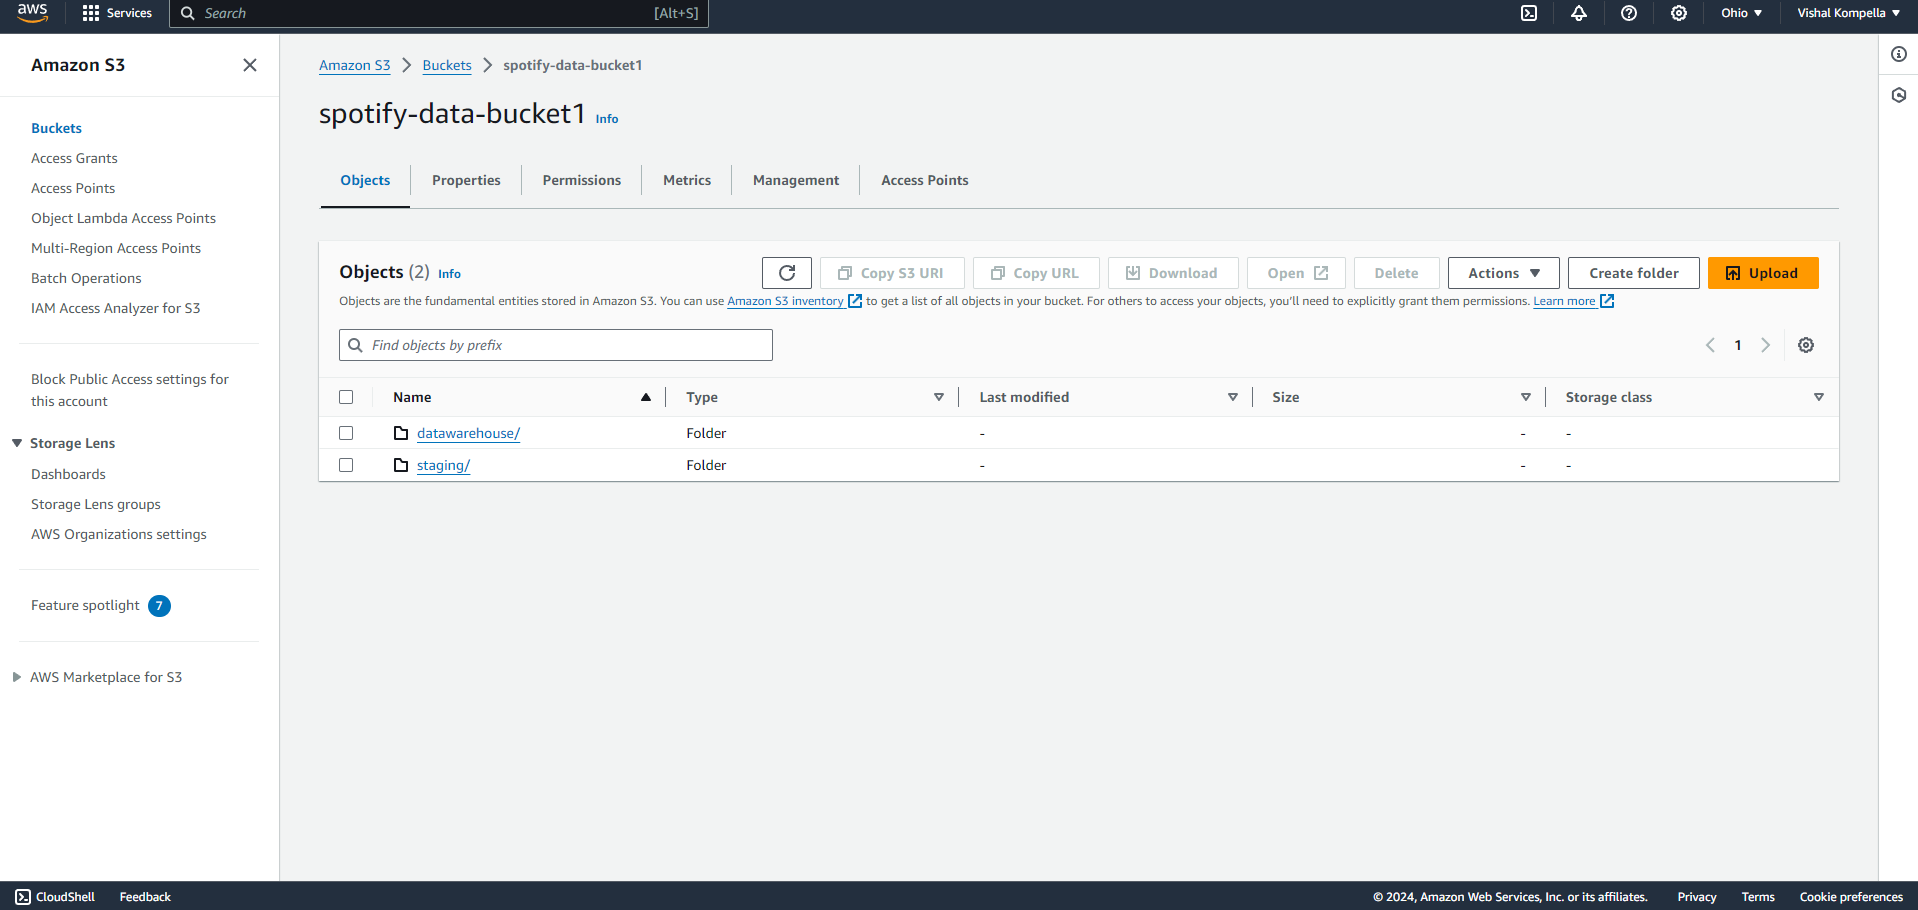 aws Services Search [Alt+S] Ohio Vishal Kompella
Amazon S3
Buckets
Access Grants
Access Points
Object Lambda Access Points
Multi-Region Access Points
Batch Operations
IAM Access Analyzer for S3
Block Public Access settings for
this account
Storage Lens
Dashboards
Storage Lens groups
AWS Organizations settings
Feature spotlight 7
AWS Marketplace for S3
Amazon S3 Buckets spotify-data-bucket1
spotify-data-bucket1 Info
Objects Properties Permissions Metrics Management Access Points
Objects (2) Info Copy S3 URI Copy URL Download Open Delete Actions Create folder Upload
Objects are the fundamental entities stored in Amazon S3. You can use Amazon S3 inventory to get a list of all objects in your bucket. For others to access your objects, you'll need to explicitly grant them permissions. Learn more
Find objects by prefix 1
Name Type Last modified Size Storage class
datawarehouse/ Folder - - -
staging/ Folder - - -
CloudShell Feedback © 2024, Amazon Web Services, Inc. or its affiliates. Privacy Terms Cookie preferences